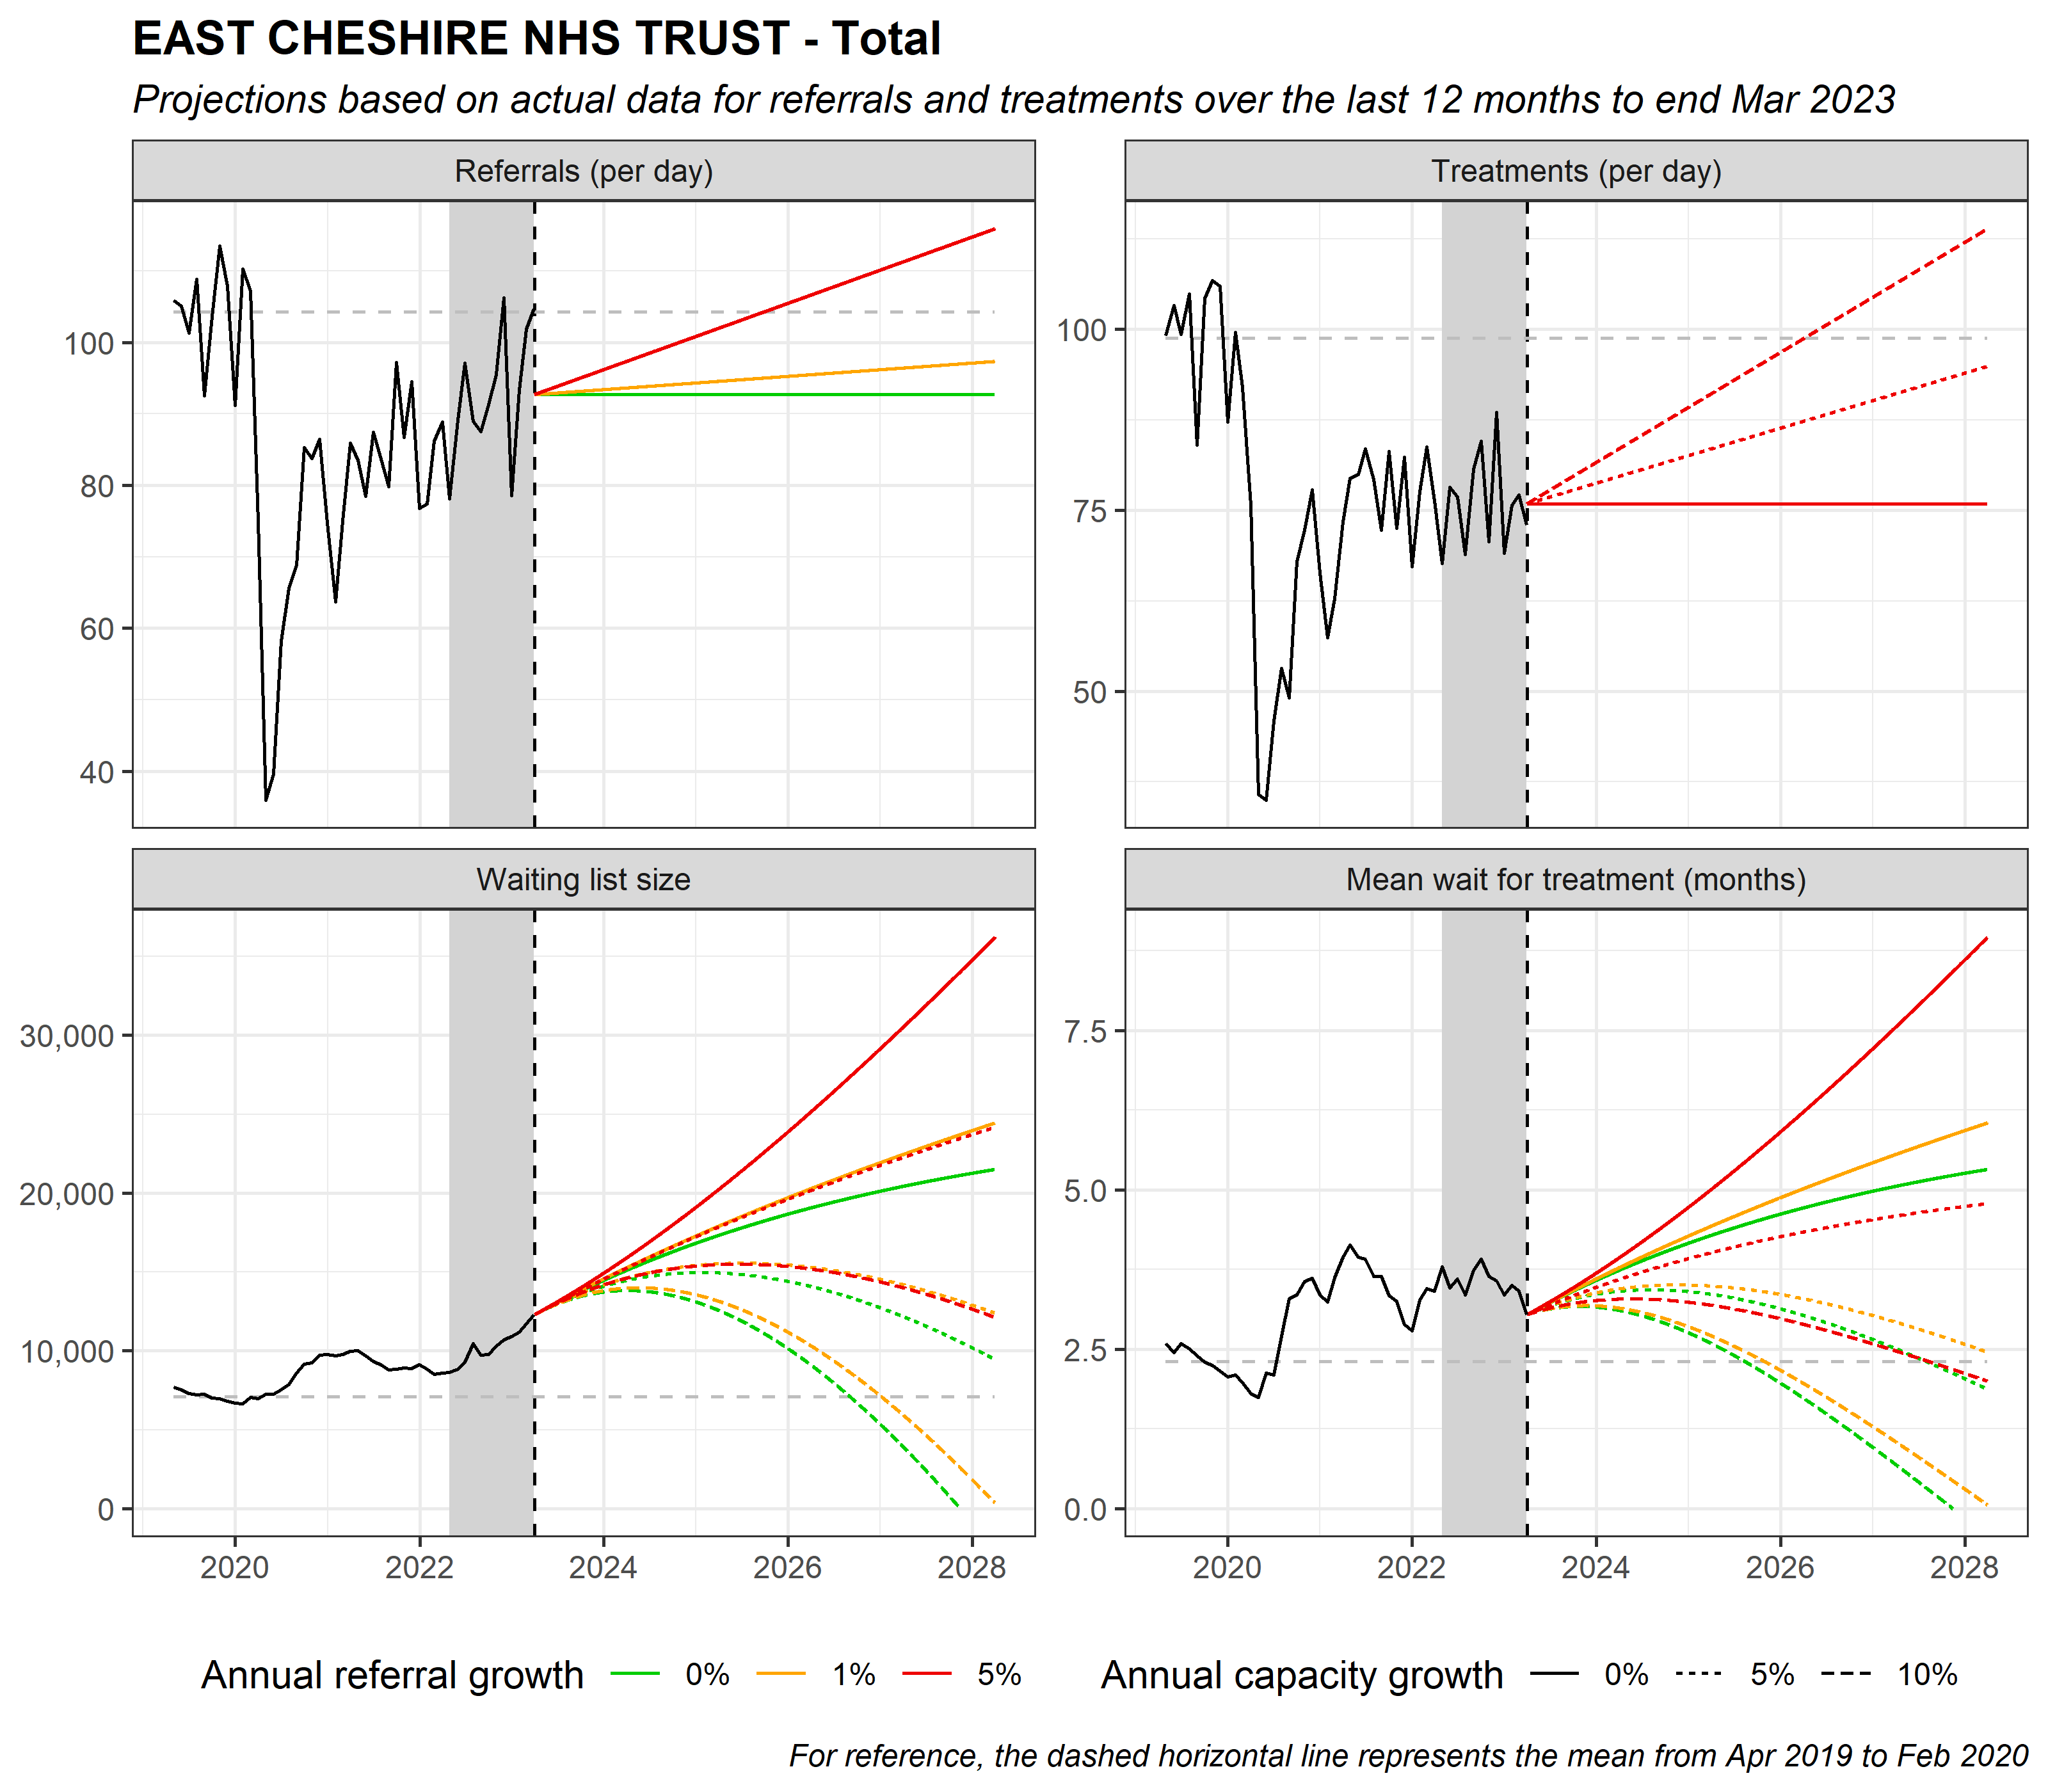 EAST CHESHIRE NHS TRUST - Total
Projections based on actual data for referrals and treatments over the last 12 months to end Mar 2023
Referrals (per day)
100
80
60
40
Treatments (per day)
100
75
50
Waiting list size
30,000
20,000
10,000
0
2020 2022 2024 2026 2028
Mean wait for treatment (months)
7.5
5.0
2.5
0.0
2020 2022 2024 2026 2028
Annual referral growth 0% 1% 5%
Annual capacity growth 0% 5% 10%
For reference, the dashed horizontal line represents the mean from Apr 2019 to Feb 2020